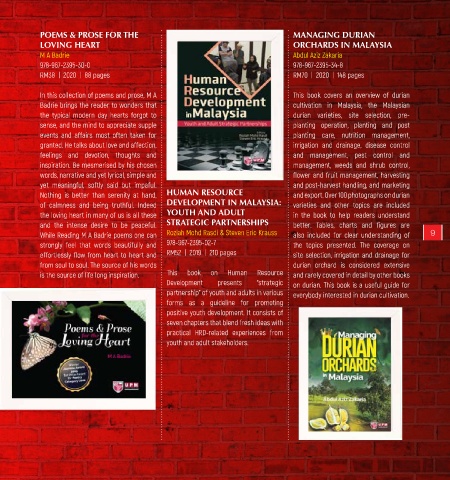 POEMS & PROSE FOR THE
LOVING HEART
M A Badrie
978-967-2395-30-0
RM38 | 2020 | 88 pages
In this collection of poems and prose, M A
Badrie brings the reader to wonders that
the typical modern day hearts forgot to
sense, and the mind to appreciate supple
events and affairs most often taken for
granted. He talks about love and affection,
feelings and devotion, thoughts and
inspiration. Be mesmerised by his chosen
words, narrative and yet lyrical, simple and
yet meaningful, softly said but impaful.
Nothing is better than serenity at hand,
of calmness and being truthful. Indeed
the loving heart in many of us is all these
and the intense desire to be peaceful.
While Reading M A Badrie poems one can
strongly feel that words beautifully and
effortlessly flow from heart to heart and
from soul to soul. The source of his words
is the source of life long inspiration.
Poems & Prose
for the
Loving Heart
M A Badrie
UPM
Human
Resource
Development
in Malaysia
Youth and Adult Strategic Partnerships
UPM
HUMAN RESOURCE
DEVELOPMENT IN MALAYSIA:
YOUTH AND ADULT
STRATEGIC PARTNERSHIPS
Roziah Mohd Rasdi & Steven Eric Krauss
978-967-2395-02-7
RM52 | 2019 | 210 pages
This book on Human Resource
Development presents "strategic
partnership" of youth and adults in various
forms as a guideline for promoting
positive youth development. It consists of
seven chapters that blend fresh ideas with
practical HRD-related experiences from
youth and adult stakeholders.
MANAGING DURIAN
ORCHARDS IN MALAYSIA
Abdul Aziz Zakaria
978-967-2395-34-8
RM70 | 2020 | 148 pages
This book covers an overview of durian
cultivation in Malaysia, the Malaysian
durian varieties, site selection, pre-
planting operation, planting and post
planting care, nutrition management,
irrigation and drainage, disease control
and management, pest control and
management, weeds and shrub control,
flower and fruit management, harvesting
and post-harvest handling, and marketing
and export. Over 100 photographs on durian
varieties and other topics are included
in the book to help readers understand
better. Tables, charts and figures are
also included for clear understanding of
the topics presented. The coverage on
site selection, irrigation and drainage for
durian orchard is considered extensive
and rarely covered in detail by other books
on durian. This book is a useful guide for
everybody interested in durian cultivation.
Managing
DURIAN
ORCHARDS
in Malaysia
Abdul Aziz Zakaria
UPM
9